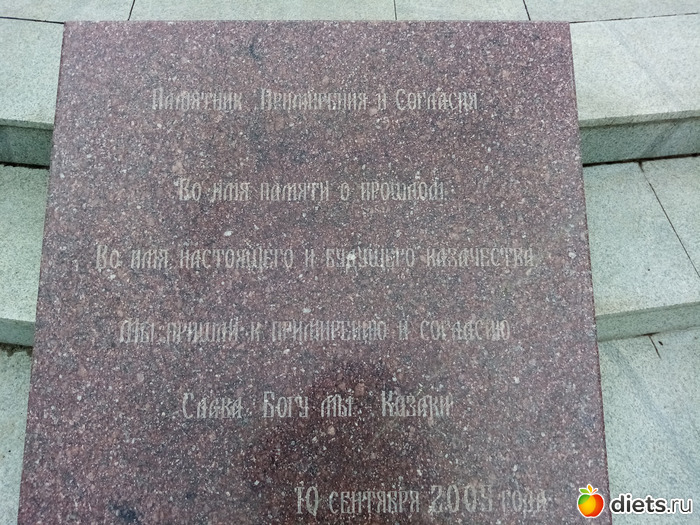 Памятник Примирения и Согласия
Во имя памяти о прошлом,
Во имя настоящего и будущего казачества
Мы пришли к примирению и согласию
Слава Богу мы Казаки
10 сентября 2005 года
diets.ru